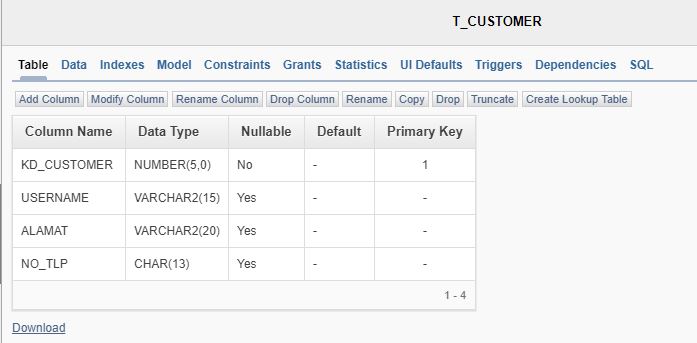 T_CUSTOMER
Table Data Indexes Model Constraints Grants Statistics UI Defaults Triggers Dependencies SQL
Add Column Modify Column Rename Column Drop Column Rename Copy Drop Truncate Create Lookup Table
Column Name Data Type Nullable Default Primary Key
KD_CUSTOMER NUMBER(5,0) No - 1
USERNAME VARCHAR2(15) Yes - -
ALAMAT VARCHAR2(20) Yes - -
NO_TLP CHAR(13) Yes - -
1 - 4
Download